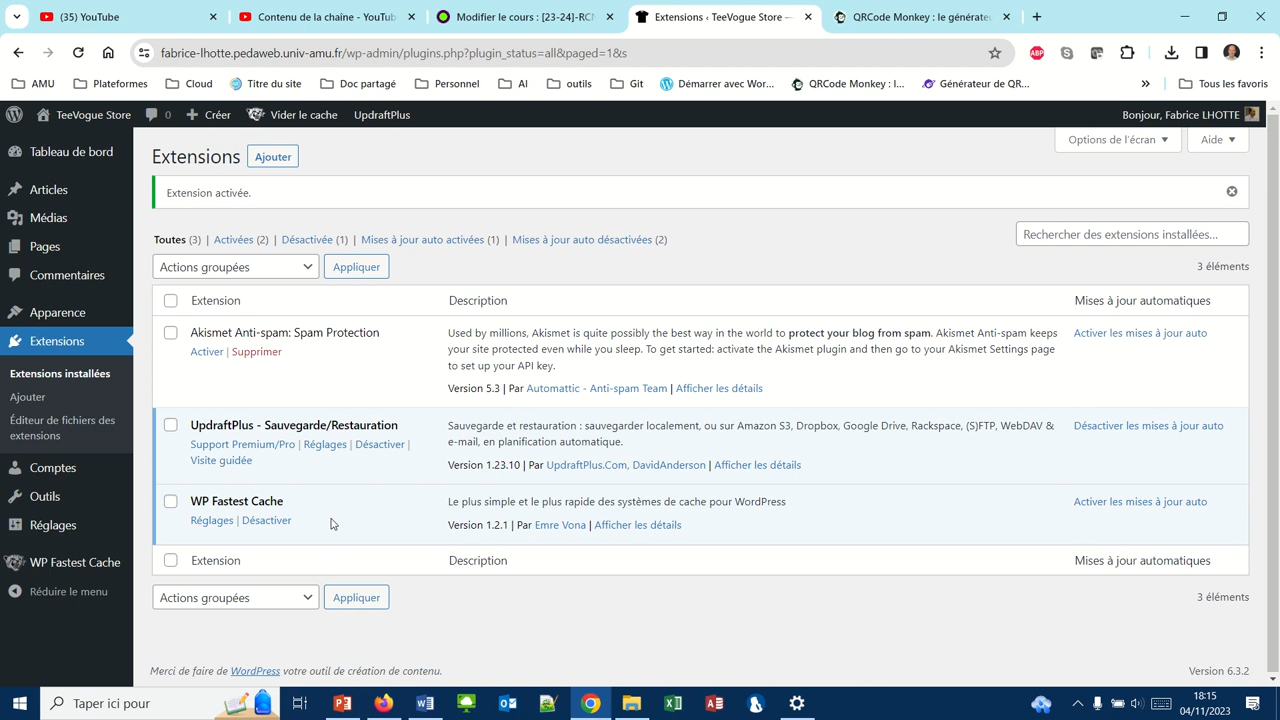 (35) YouTube
Contenu de la chaîne - YouTub
Modifier le cours : [23-24]-RCN
Extensions ‹ TeeVogue Store —
QRCode Monkey : le générateu
fabrice-lhotte.pedaweb.univ-amu.fr/wp-admin/plugins.php?plugin_status=all&paged=1&s
ABP
AMU
Plateformes
Cloud
Titre du site
Doc partagé
Personnel
AI
outils
Git
Démarrer avec Wor...
QRCode Monkey : l...
Générateur de QR...
»
Tous les favoris
TeeVogue Store
0
Créer
Vider le cache
UpdraftPlus
Bonjour, Fabrice LHOTTE
Tableau de bord
Articles
Médias
Pages
Commentaires
Apparence
Extensions
Extensions installées
Ajouter
Éditeur de fichiers des
extensions
Comptes
Outils
Réglages
WP Fastest Cache
Réduire le menu
Extensions
Ajouter
Options de l'écran
Aide
Extension activée.
Toutes (3) | Activées (2) | Désactivée (1) | Mises à jour auto activées (1) | Mises à jour auto désactivées (2)
Rechercher des extensions installées...
Actions groupées
Appliquer
3 éléments
Extension
Description
Mises à jour automatiques
Akismet Anti-spam: Spam Protection
Activer | Supprimer
Used by millions, Akismet is quite possibly the best way in the world to protect your blog from spam. Akismet Anti-spam keeps
your site protected even while you sleep. To get started: activate the Akismet plugin and then go to your Akismet Settings page
to set up your API key.
Version 5.3 | Par Automattic - Anti-spam Team | Afficher les détails
Activer les mises à jour auto
UpdraftPlus - Sauvegarde/Restauration
Support Premium/Pro | Réglages | Désactiver |
Visite guidée
Sauvegarde et restauration : sauvegarder localement, ou sur Amazon S3, Dropbox, Google Drive, Rackspace, (S)FTP, WebDAV &
e-mail, en planification automatique.
Version 1.23.10 | Par UpdraftPlus.Com, DavidAnderson | Afficher les détails
Désactiver les mises à jour auto
WP Fastest Cache
Réglages | Désactiver
Le plus simple et le plus rapide des systèmes de cache pour WordPress
Version 1.2.1 | Par Emre Vona | Afficher les détails
Activer les mises à jour auto
Extension
Description
Mises à jour automatiques
Actions groupées
Appliquer
3 éléments
Merci de faire de WordPress votre outil de création de contenu.
Version 6.3.2
Taper ici pour
18:15
04/11/2023